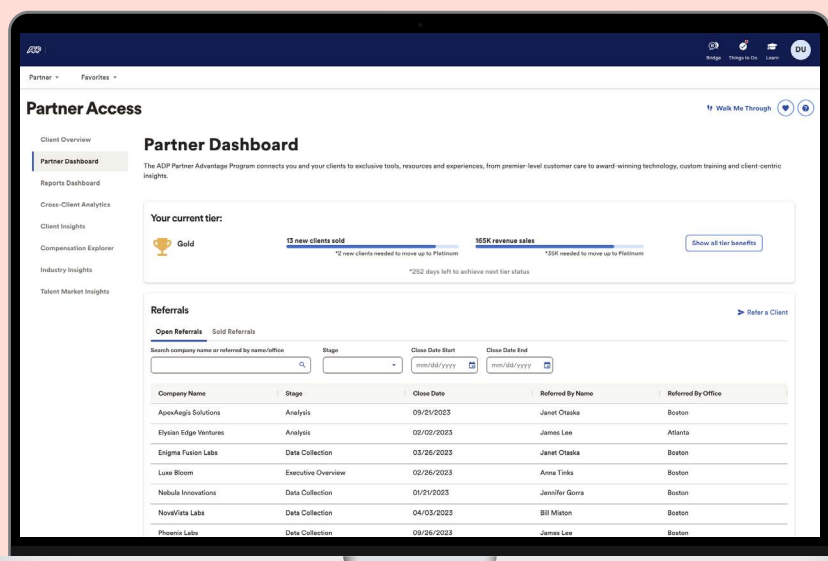 ADP
Bridge Things to Do Learn DU
Partner Favorites
Partner Access
Walk Me Through
Client Overview
Partner Dashboard
Reports Dashboard
Cross-Client Analytics
Client Insights
Compensation Explorer
Industry Insights
Talent Market Insights
Partner Dashboard
The ADP Partner Advantage Program connects you and your clients to exclusive tools, resources and experiences, from premier-level customer care to award-winning technology, custom training and client-centric
insights.
Your current tier:
Gold
13 new clients sold
*2 new clients needed to move up to Platinum
165K revenue sales
*35K needed to move up to Platinum
Show all tier benefits
*252 days left to achieve next tier status
Referrals
Refer a Client
Open Referrals Sold Referrals
Search company name or referred by name/office Stage Close Date Start Close Date End
mm/dd/yyyy mm/dd/yyyy
Company Name Stage Close Date Referred By Name Referred By Office
ApexAegis Solutions Analysis 09/21/2023 Janet Otaska Boston
Elysian Edge Ventures Analysis 02/02/2023 James Lee Atlanta
Enigma Fusion Labs Data Collection 03/26/2023 Janet Otaska Boston
Luxe Bloom Executive Overview 02/26/2023 Anna Tinks Boston
Nebula Innovations Data Collection 01/21/2023 Jennifer Gorra Boston
NovaVista Labs Data Collection 04/03/2023 Bill Miston Boston
Phoenix Labs Data Collection 09/26/2023 James Lee Boston